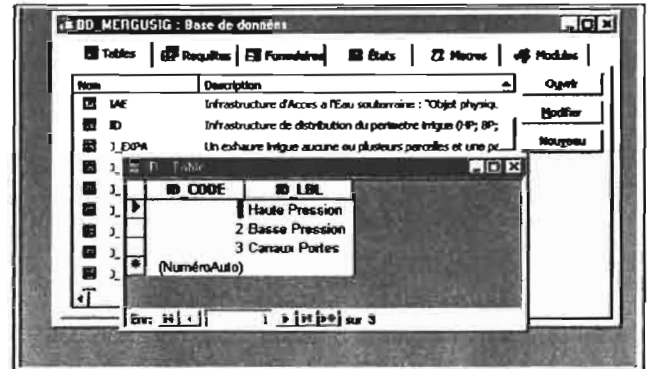 BD_MERGUSIG : Base de données
Tables Requêtes Formulaires États Macros Modules
Nom Description Ouvrir
IAE Infrastructure d'Acces a l'Eau souterraine : "Objet physiq. Modifier
ID Infrastructure de distribution du perimetre irrigue (HP; BP; Nouveau
J_EXPA Un exhaure irrigue aucune ou plusieurs parcelles et une pa
: Table
ID_CODE ID_LBL
1 Haute Pression
2 Basse Pression
3 Canaux Portes
(NuméroAuto)
Enr: 1 sur 3